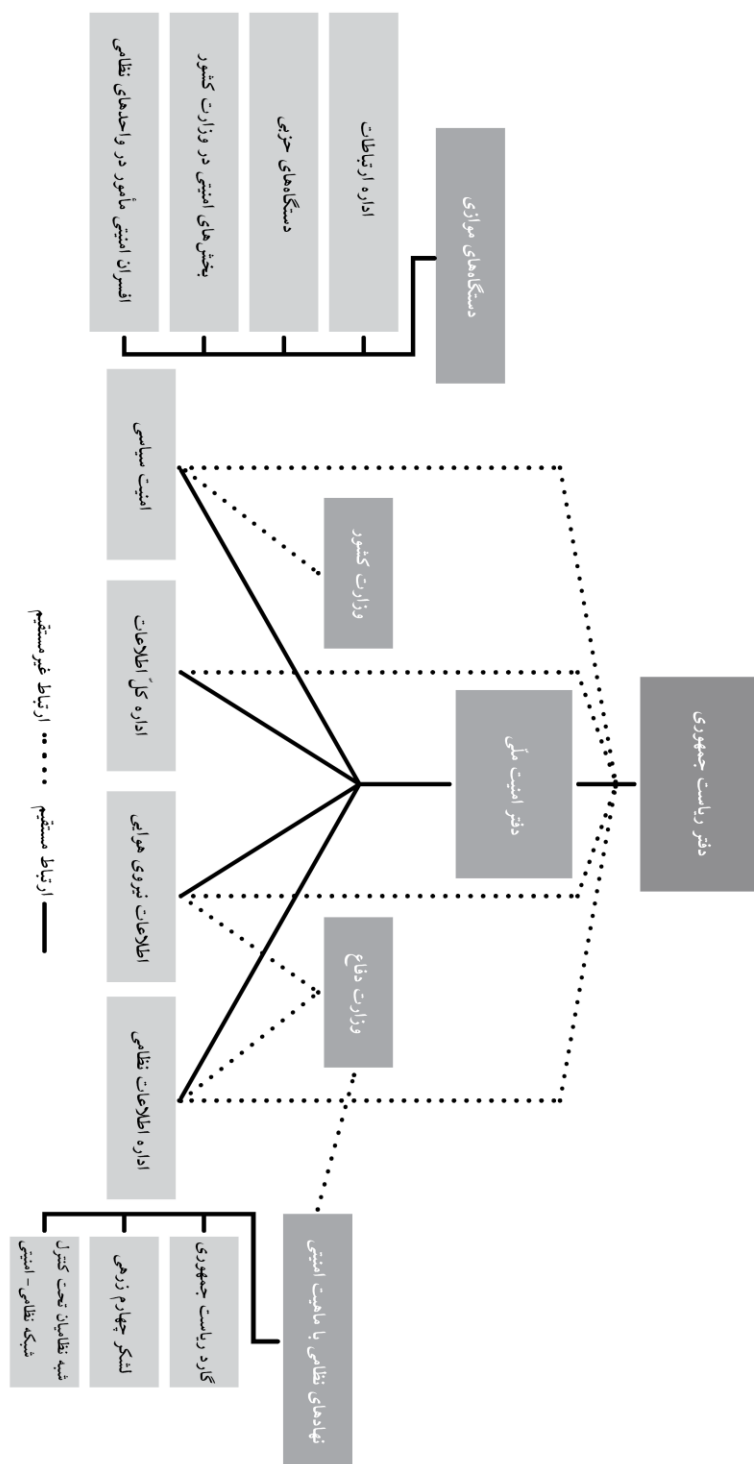 دفتر ریاست جمهوری
دفتر امنیت ملّی
وزارت دفاع
وزارت کشور
دستگاه‌های موازی
اداره ارتباطات
دستگاه‌های حزبی
بخش‌های امنیتی در وزارت کشور
افسران امنیتی مأمور در واحدهای نظامی
نهادهای نظامی با ماهیت امنیتی
گارد ریاست جمهوری
لشکر چهارم زرهی
شبه نظامیان تحت کنترل
شبکه نظامی - امنیتی
اداره اطلاعات نظامی
اطلاعات نیروی هوایی
اداره کلّ اطلاعات
امنیت سیاسی
ارتباط مستقیم
ارتباط غیرمستقیم